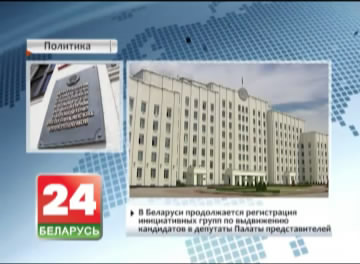 Политика
24
БЕЛАРУСЬ
В Беларуси продолжается регистрация
инициативных групп по выдвижению
кандидатов в депутаты Палаты представителей